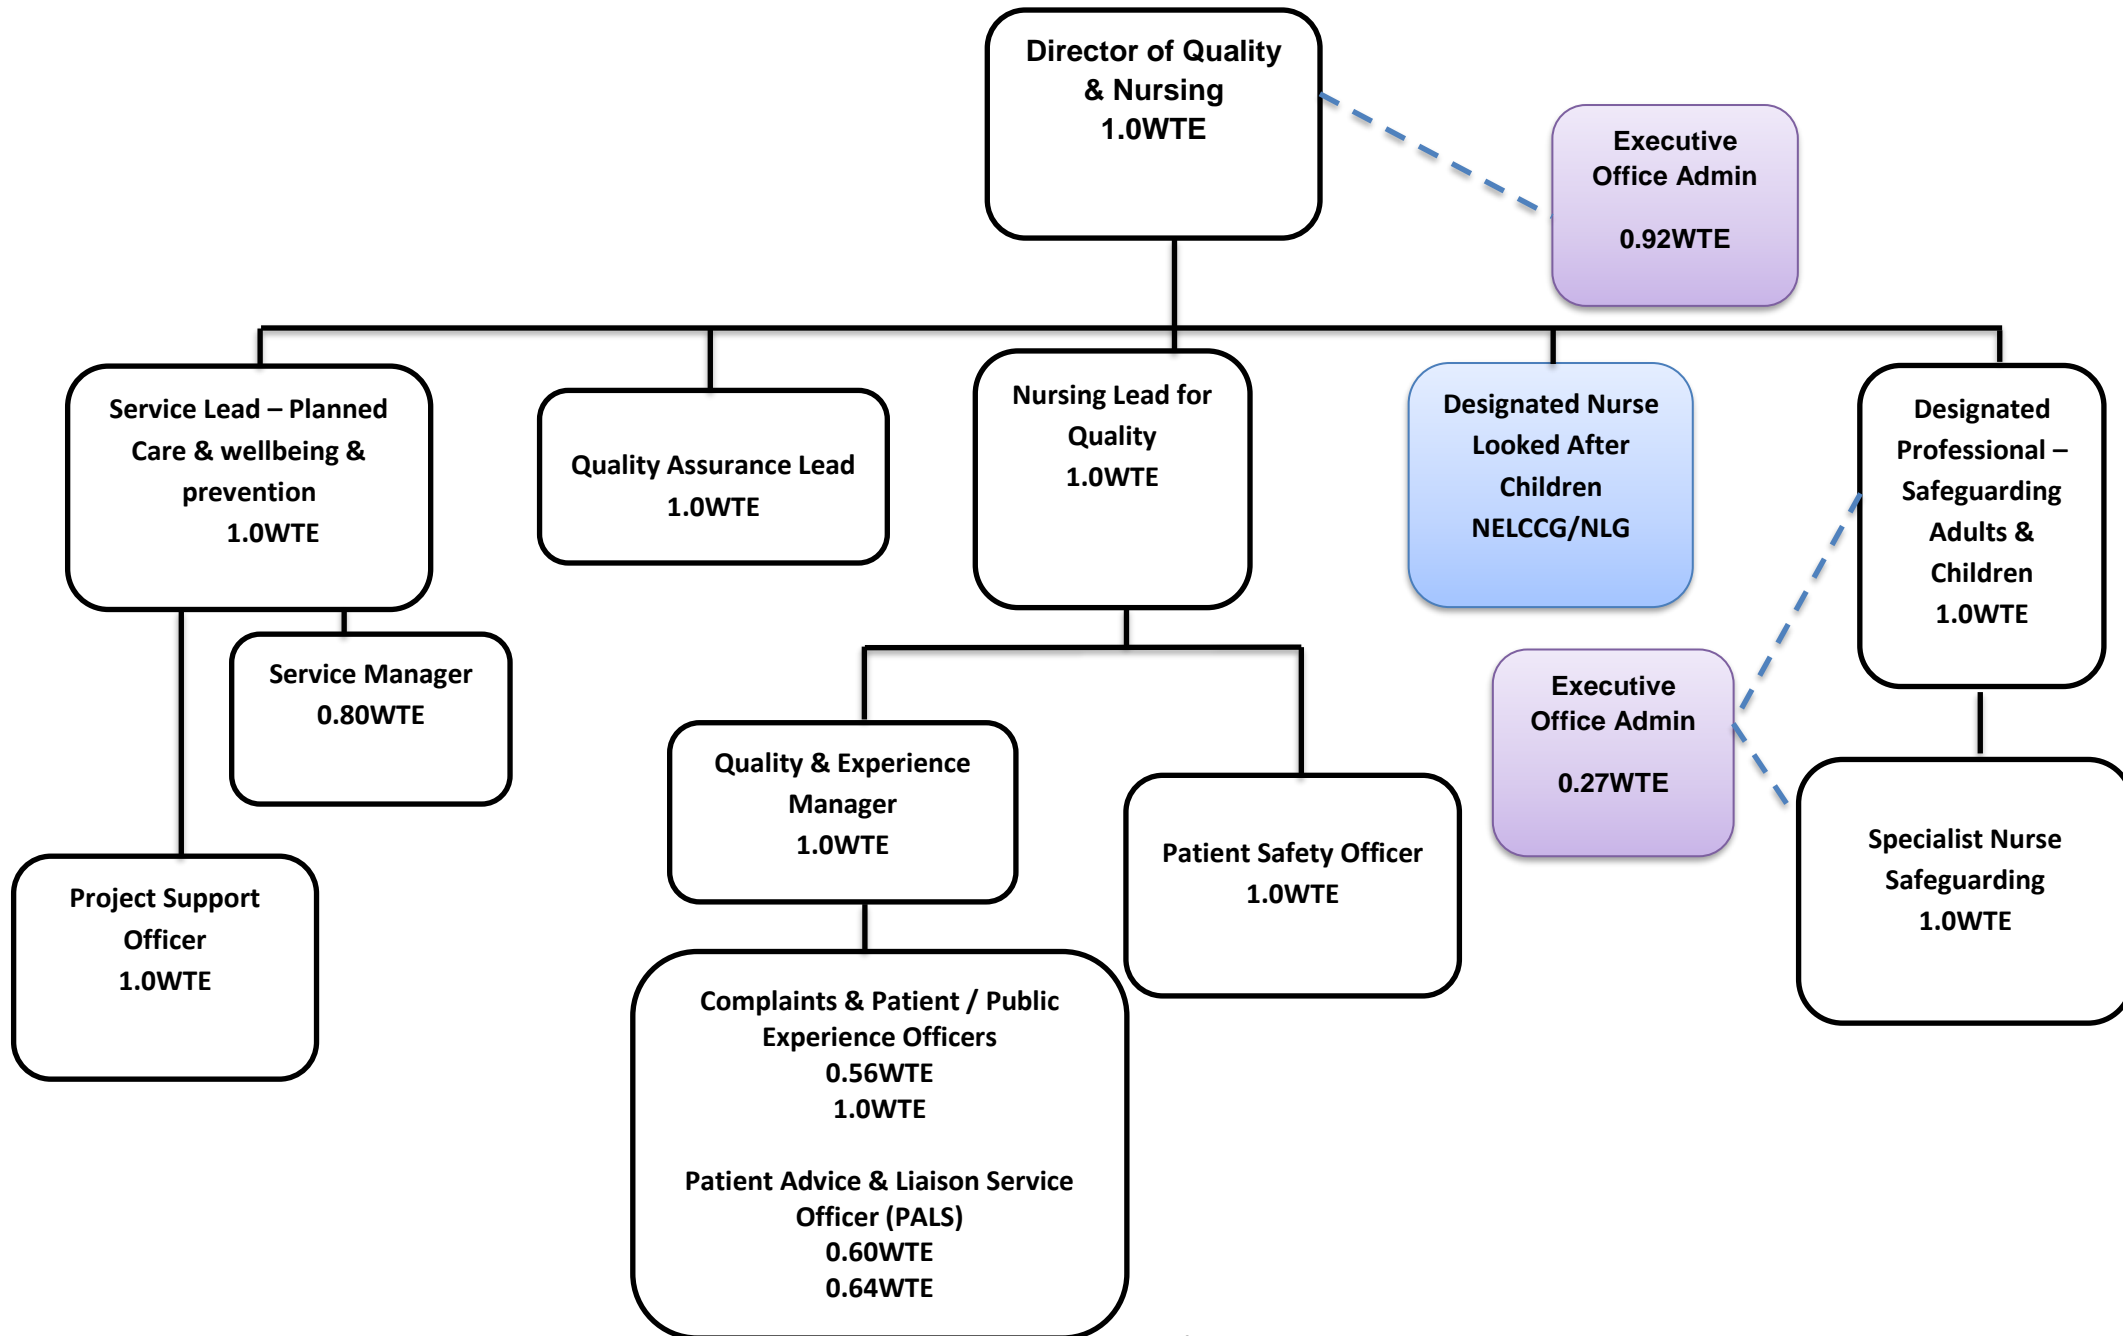 Director of Quality
& Nursing
1.0WTE
Executive
Office Admin
0.92WTE
Service Lead – Planned
Care & wellbeing &
prevention
1.0WTE
Quality Assurance Lead
1.0WTE
Nursing Lead for
Quality
1.0WTE
Designated Nurse
Looked After
Children
NELCCG/NLG
Designated
Professional –
Safeguarding
Adults &
Children
1.0WTE
Service Manager
0.80WTE
Executive
Office Admin
0.27WTE
Quality & Experience
Manager
1.0WTE
Patient Safety Officer
1.0WTE
Specialist Nurse
Safeguarding
1.0WTE
Project Support
Officer
1.0WTE
Complaints & Patient / Public
Experience Officers
0.56WTE
1.0WTE
Patient Advice & Liaison Service
Officer (PALS)
0.60WTE
0.64WTE